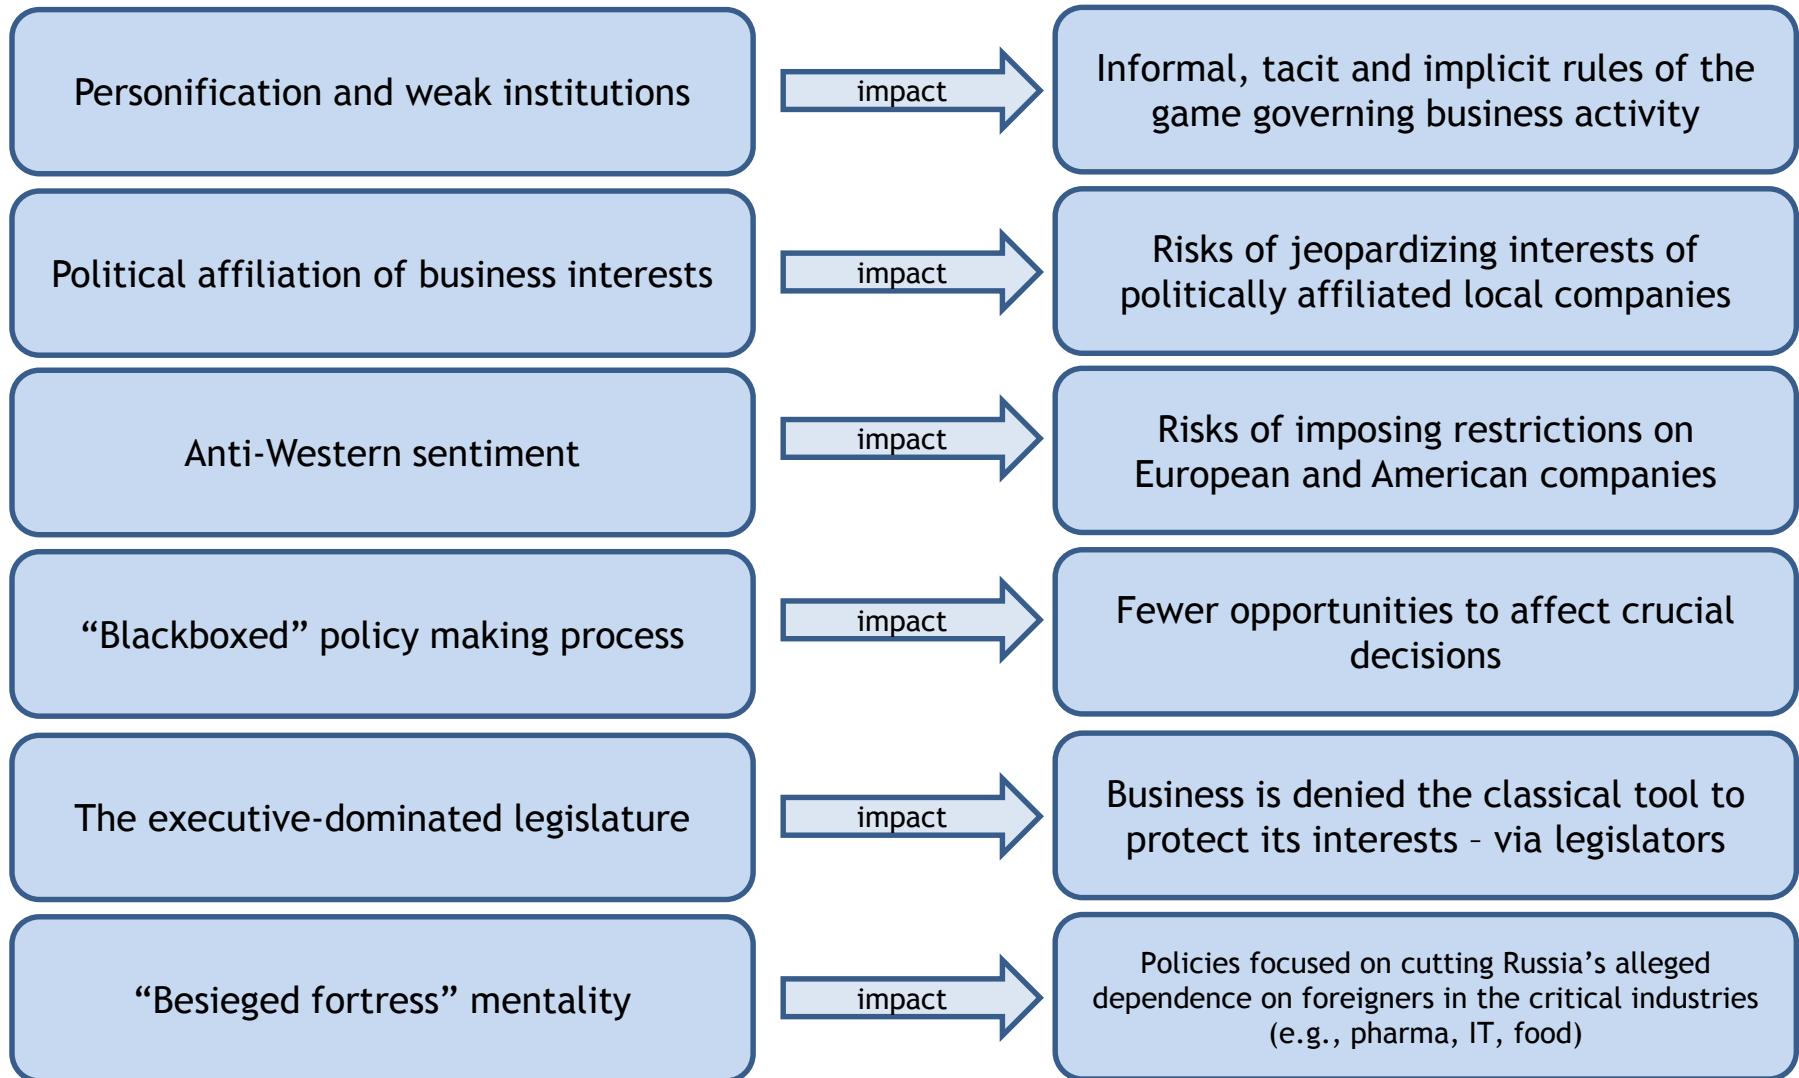 Personification and weak institutions
impact
Informal, tacit and implicit rules of the
game governing business activity
Political affiliation of business interests
impact
Risks of jeopardizing interests of
politically affiliated local companies
Anti-Western sentiment
impact
Risks of imposing restrictions on
European and American companies
“Blackboxed” policy making process
impact
Fewer opportunities to affect crucial
decisions
The executive-dominated legislature
impact
Business is denied the classical tool to
protect its interests – via legislators
“Besieged fortress” mentality
impact
Policies focused on cutting Russia’s alleged
dependence on foreigners in the critical industries
(e.g., pharma, IT, food)